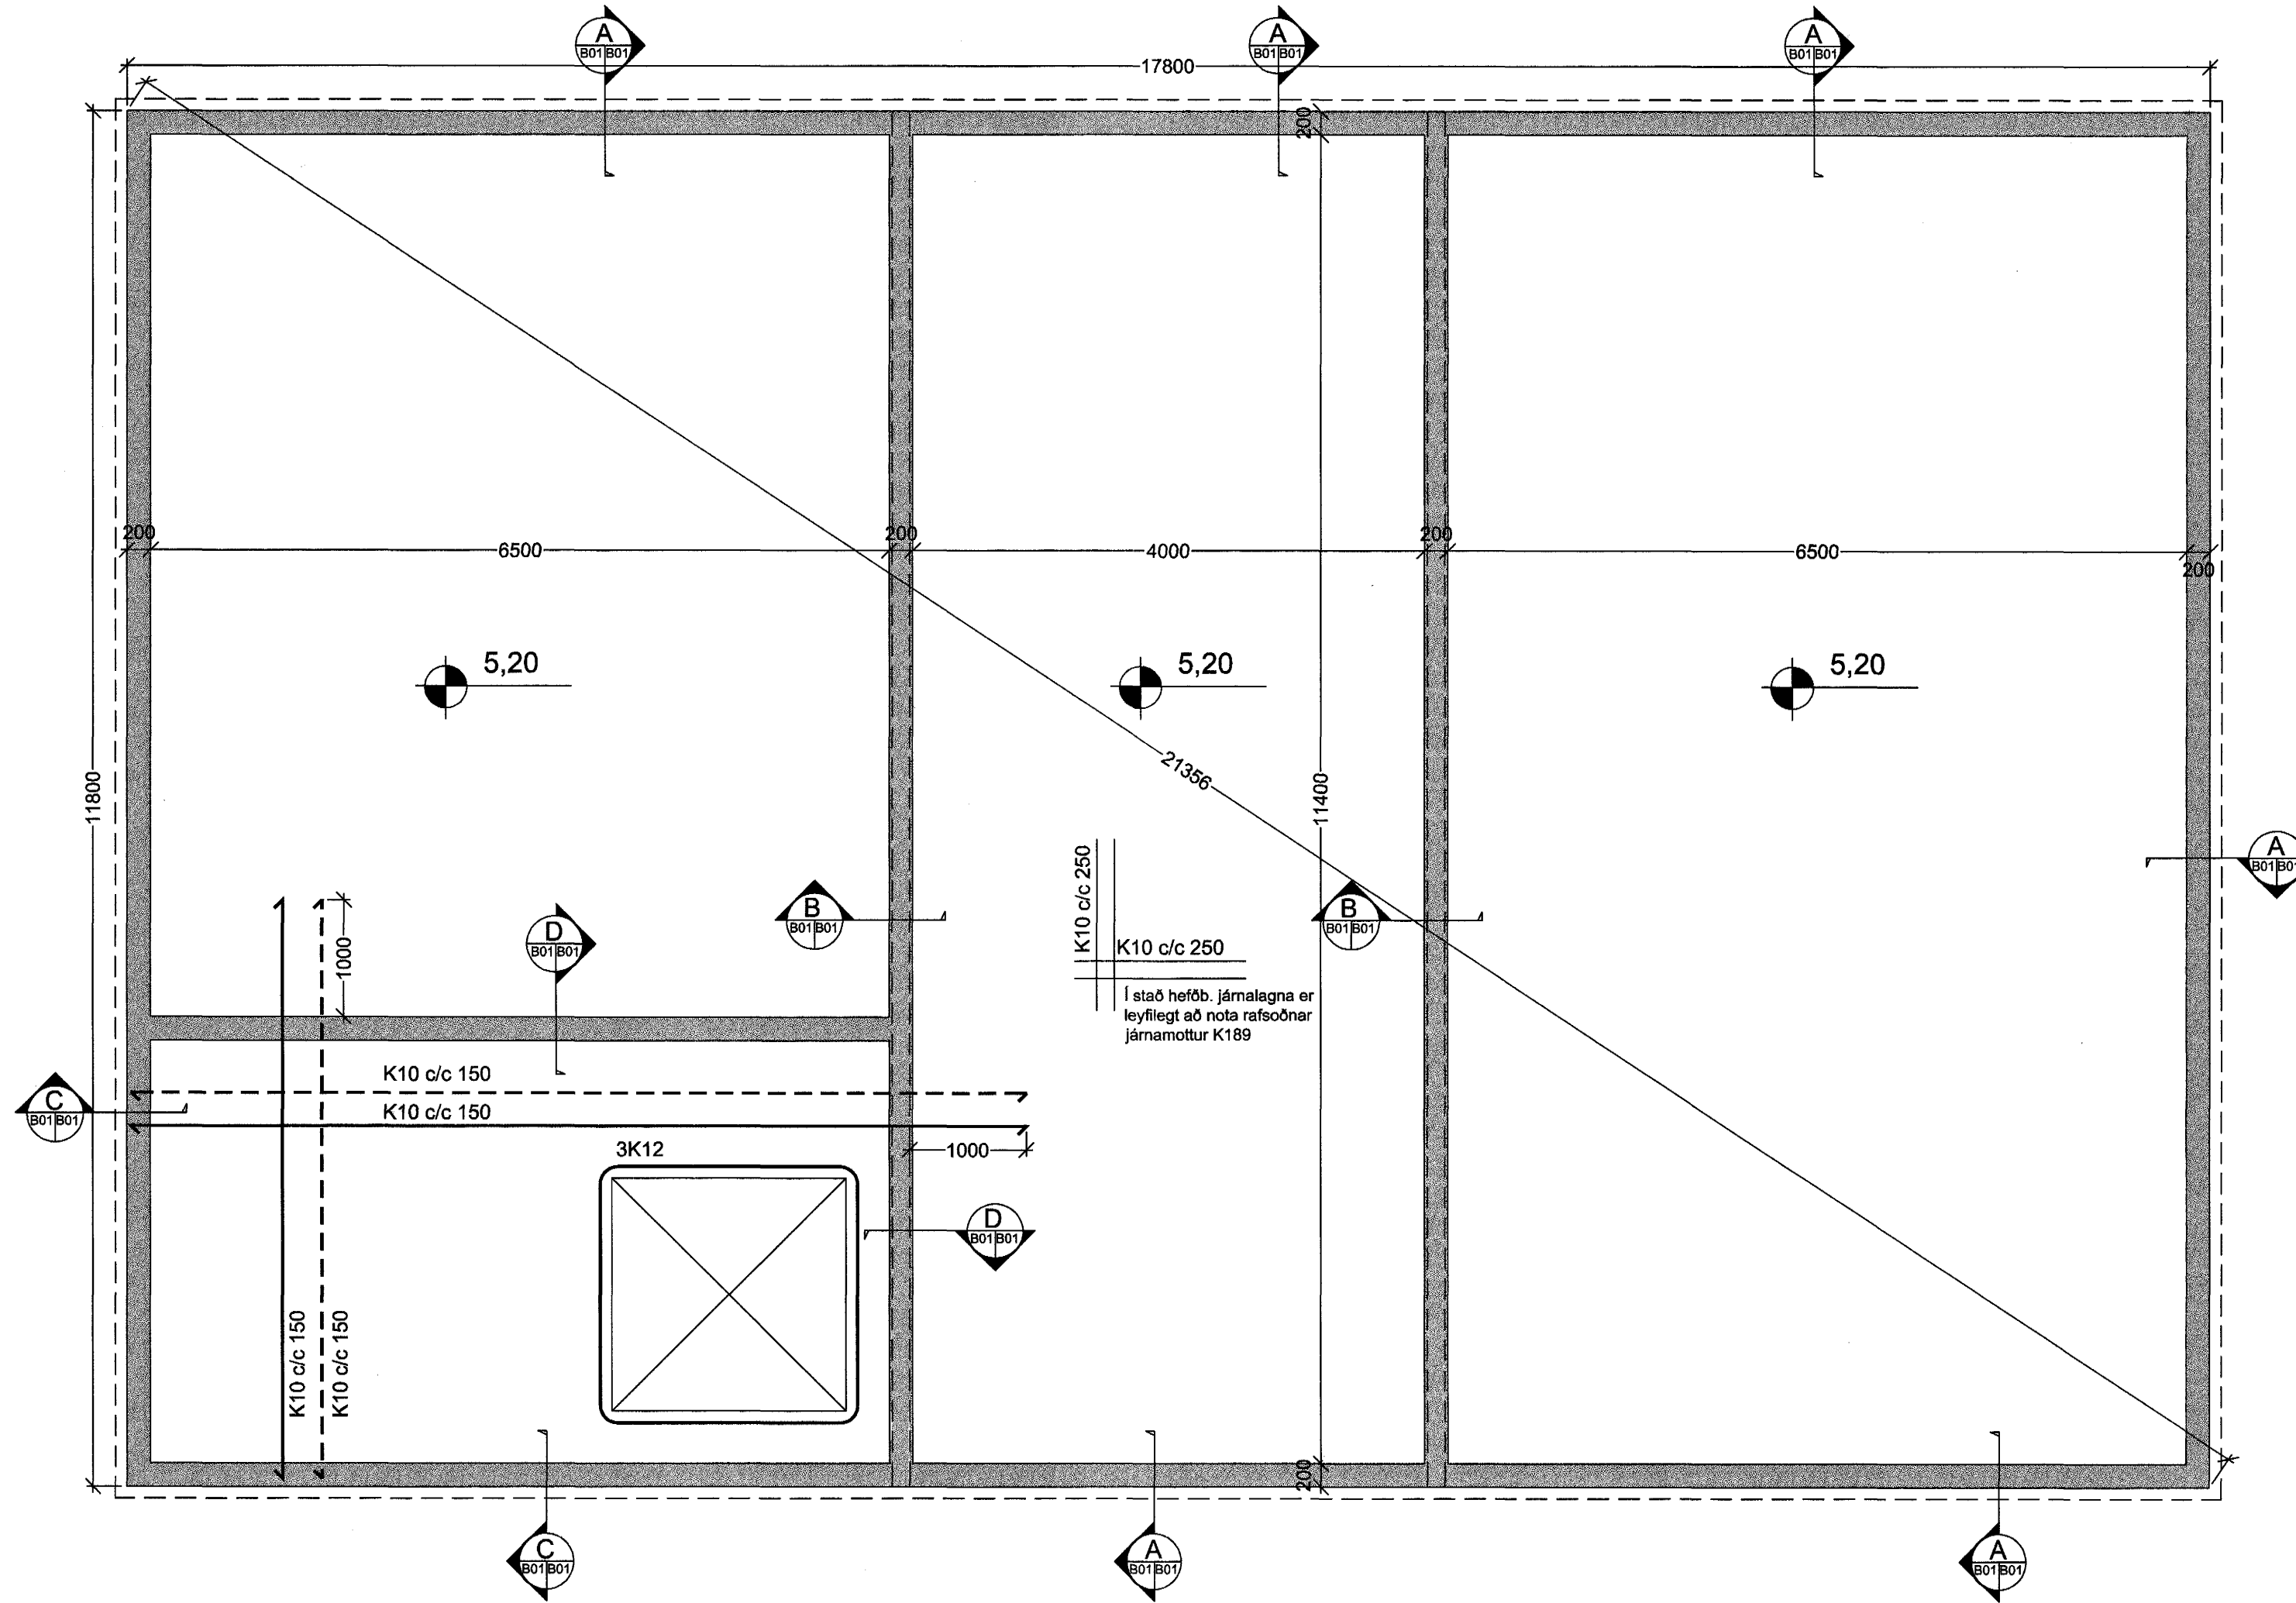 A
B01 B01
A
B01 B01
A
B01 B01
17800
200
200
6500
200
4000
200
6500
200
5,20
5,20
5,20
11800
21356
11400
A
B01 B01
B
B01 B01
B
B01 B01
D
B01 B01
1000
K10 c/c 250
K10 c/c 250
Í stað hefðb. járnalagna er
leyfilegt að nota rafsoðnar
járnamottur K189
K10 c/c 150
K10 c/c 150
C
B01 B01
3K12
1000
D
B01 B01
K10 c/c 150
K10 c/c 150
200
C
B01 B01
A
B01 B01
A
B01 B01